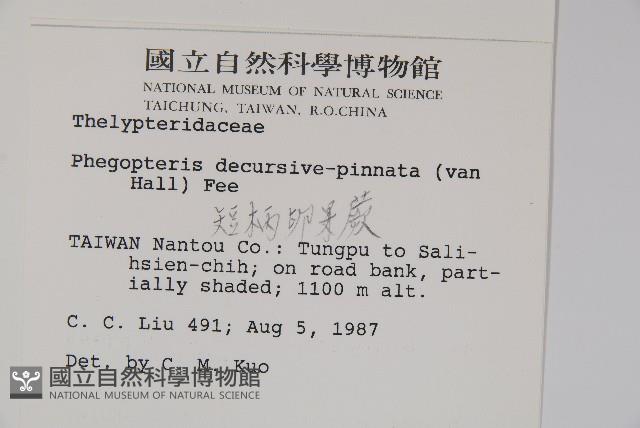 國立自然科學博物館
NATIONAL MUSEUM OF NATURAL SCIENCE
TAICHUNG, TAIWAN, R.O.CHINA
Thelypteridaceae
Phegopteris decursive-pinnata (van
Hall) Fee
短柄卵果蕨
TAIWAN Nantou Co.: Tungpu to Sali-
hsien-chih; on road bank, part-
ially shaded; 1100 m alt.
C. C. Liu 491; Aug 5, 1987
Det. by C. M. Kuo
國立自然科學博物館
NATIONAL MUSEUM OF NATURAL SCIENCE